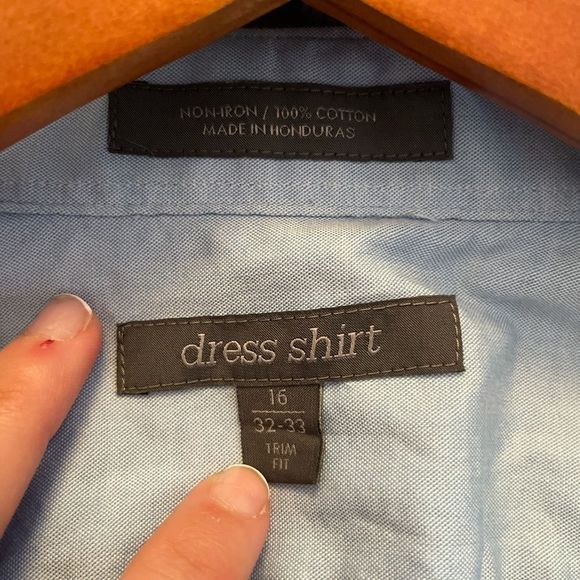 NON-IRON / 100% COTTON
MADE IN HONDURAS
dress shirt
16
32-33
TRIM
FIT